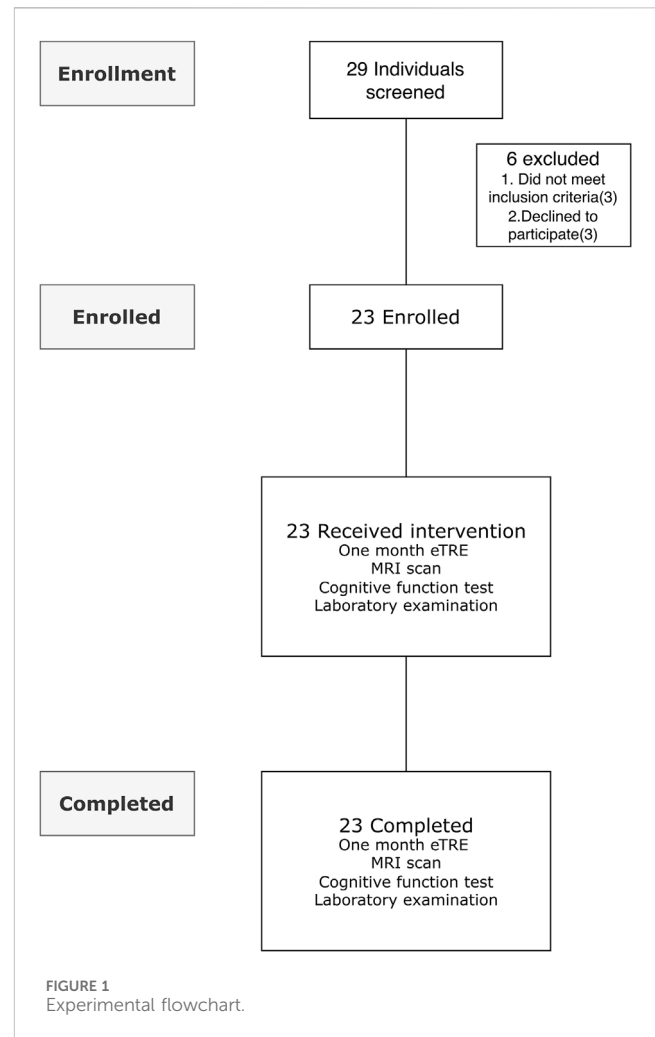 Enrollment
29 Individuals
screened
6 excluded
1. Did not meet
inclusion criteria(3)
2.Declined to
participate(3)
Enrolled
23 Enrolled
23 Received intervention
One month eTRE
MRI scan
Cognitive function test
Laboratory examination
Completed
23 Completed
One month eTRE
MRI scan
Cognitive function test
Laboratory examination
FIGURE 1
Experimental flowchart.